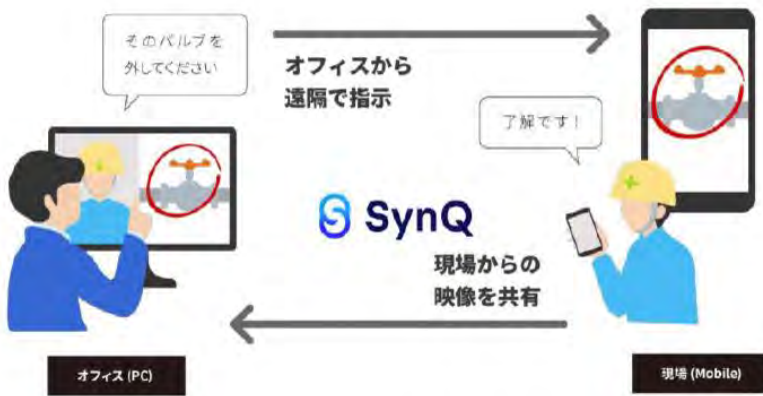 そのバルブを
外してください
オフィスから
遠隔で指示
了解です!
SynQ
現場からの
映像を共有
オフィス (PC)
現場 (Mobile)